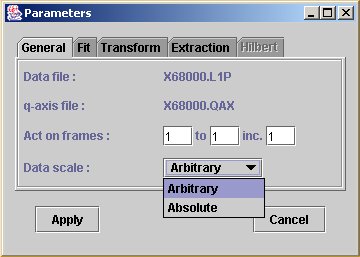 Parameters
General Fit Transform Extraction Hilbert
Data file : X68000.L1P
q-axis file : X68000.QAX
Act on frames : 1 to 1 inc. 1
Data scale : Arbitrary
Arbitrary
Absolute
Apply Cancel